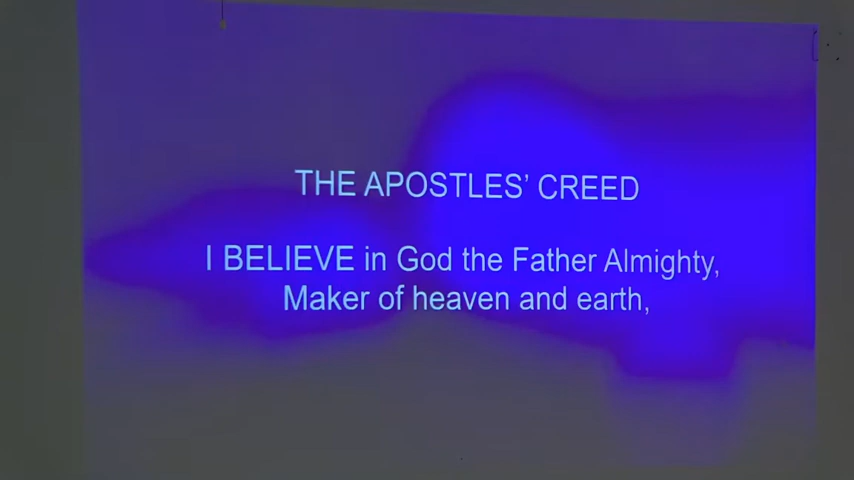 THE APOSTLES’ CREED
I BELIEVE in God the Father Almighty,
Maker of heaven and earth,